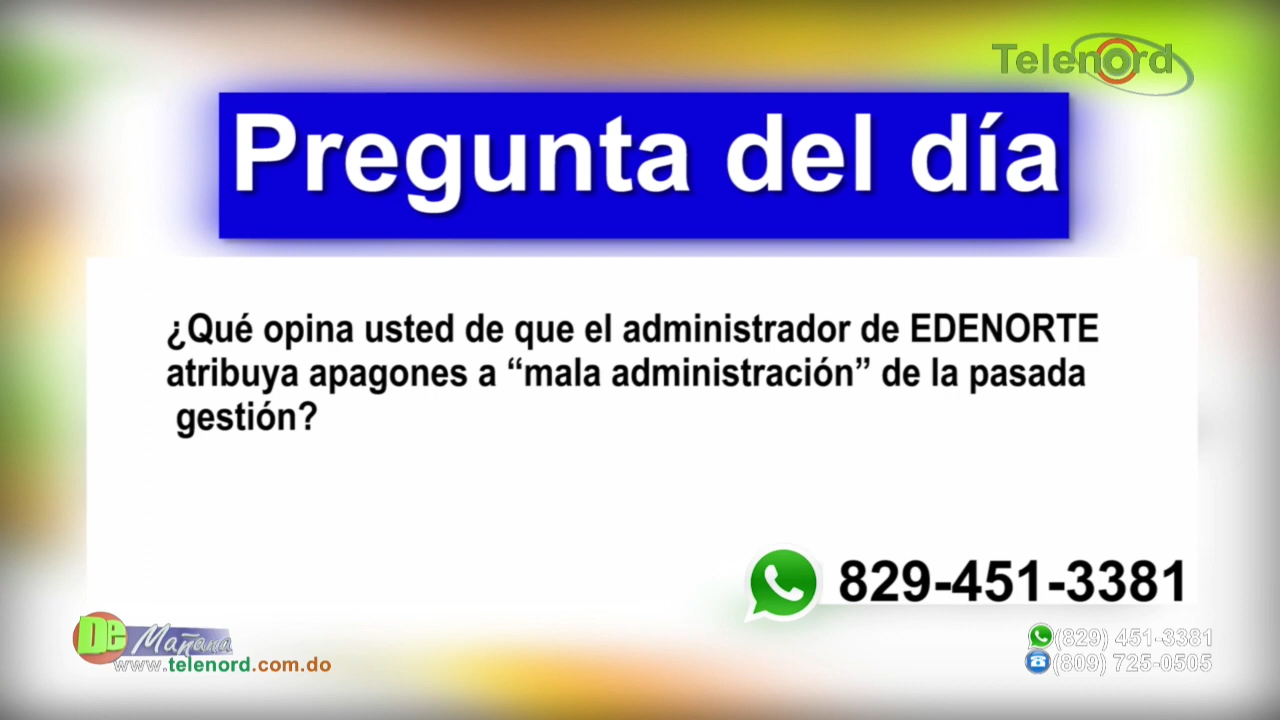 Telenord
Pregunta del día
¿Qué opina usted de que el administrador de EDENORTE
atribuya apagones a “mala administración” de la pasada
gestión?
829-451-3381
De Mañana
www.telenord.com.do
(829) 451-3381
(809) 725-0505